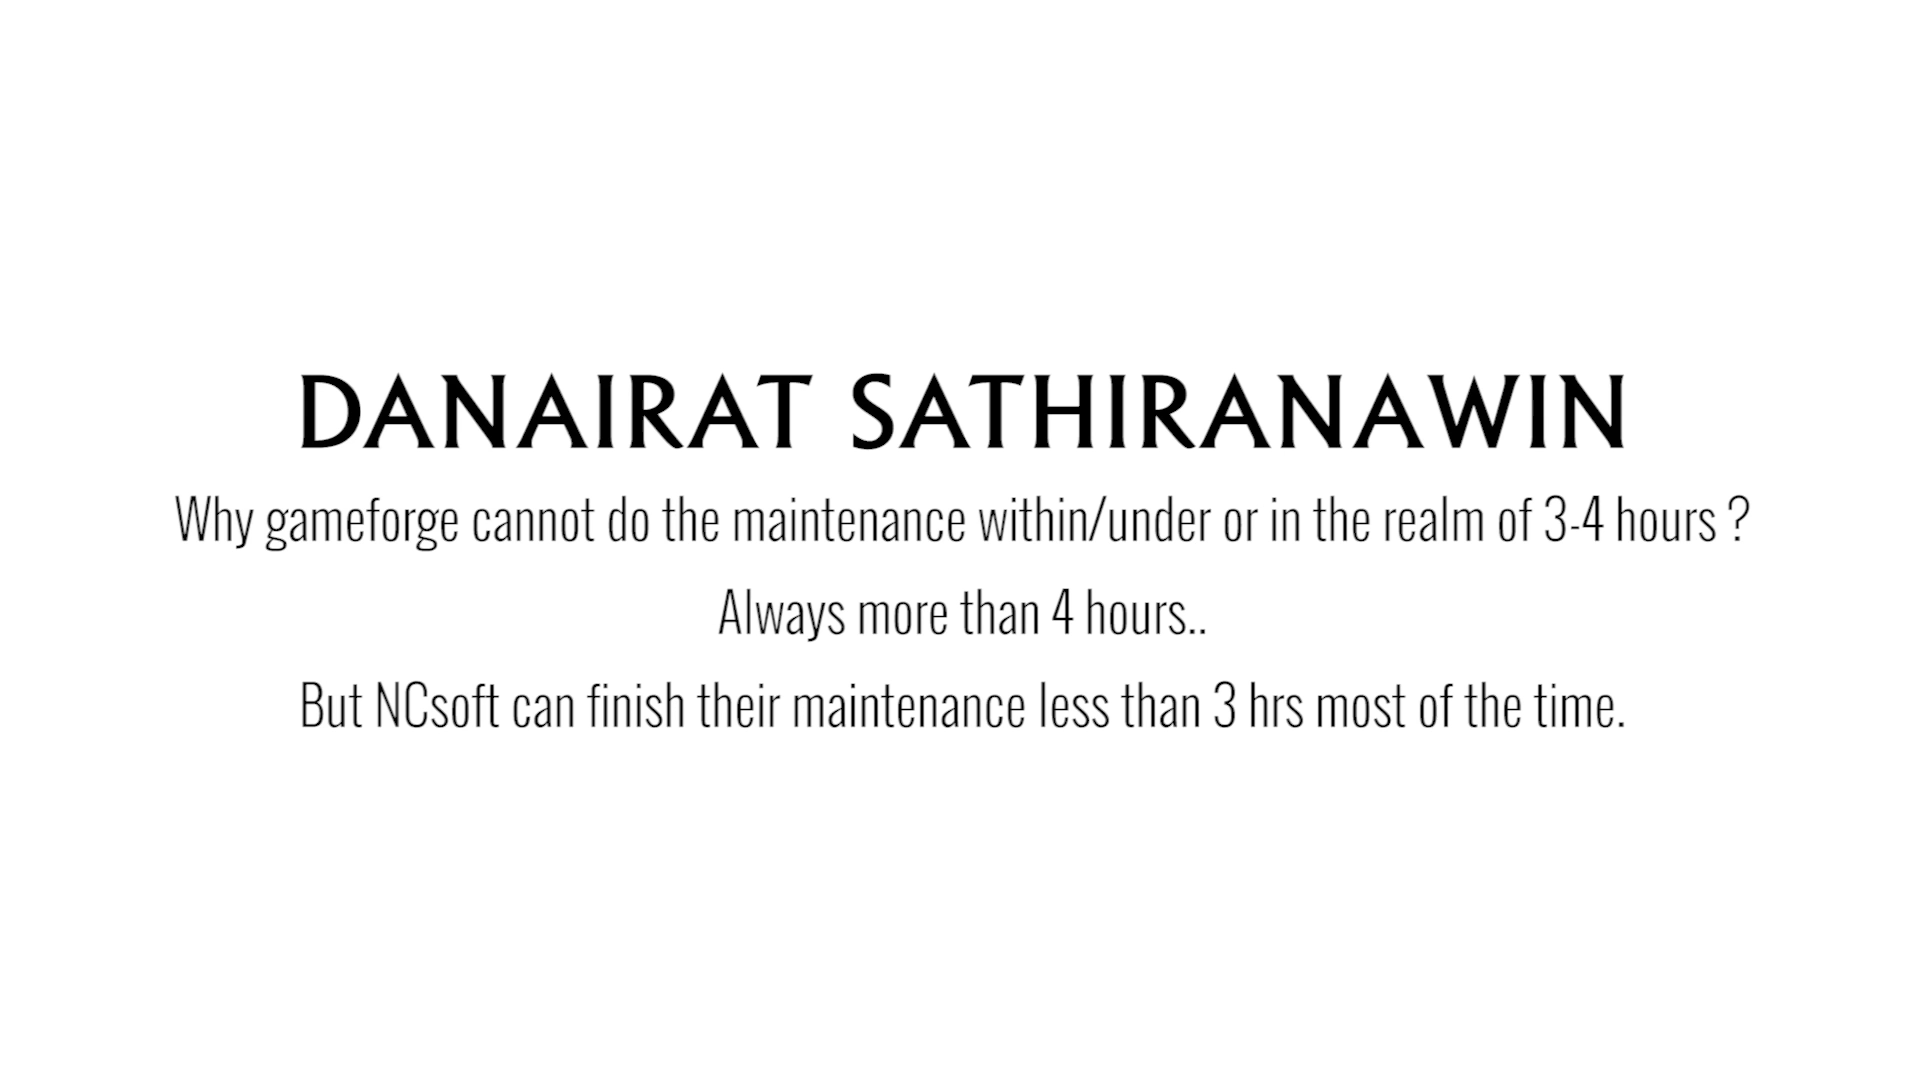 DANAIRAT SATHIRANAWIN
Why gameforge cannot do the maintenance within/under or in the realm of 3-4 hours ?
Always more than 4 hours..
But NCsoft can finish their maintenance less than 3 hrs most of the time.